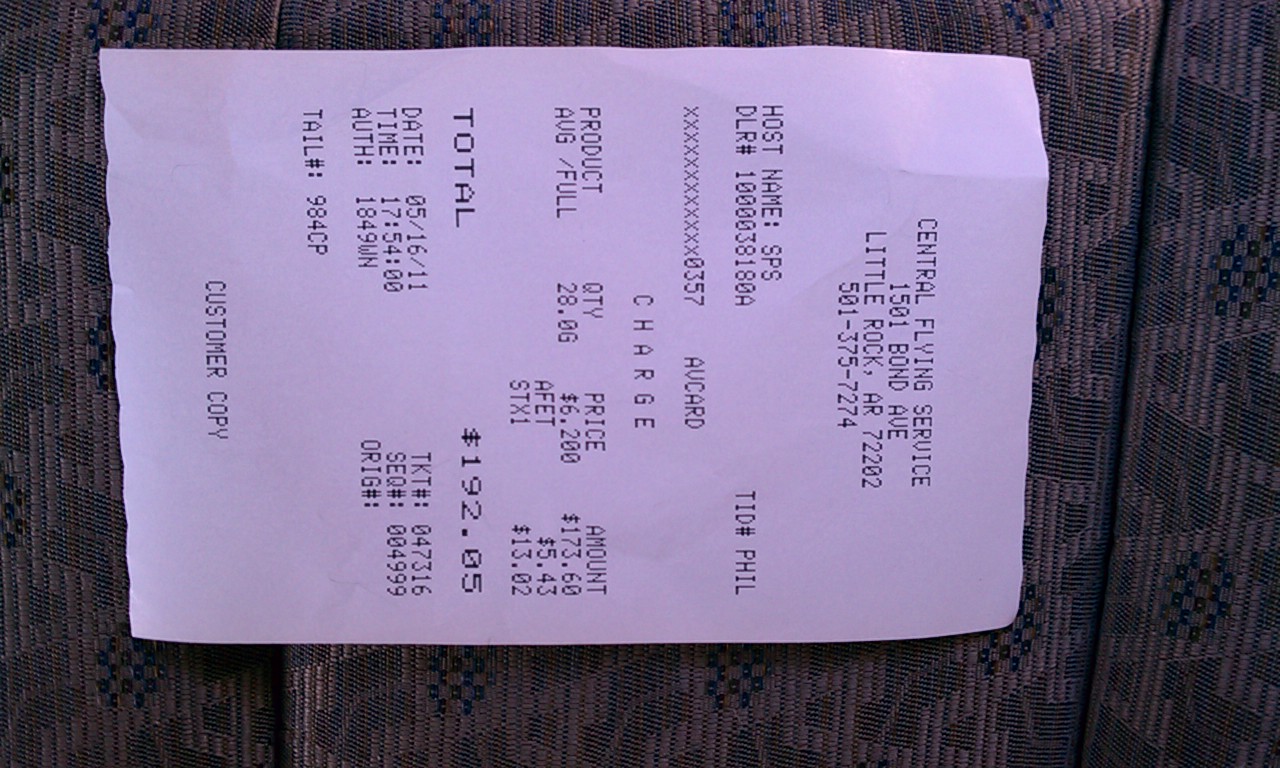 CENTRAL FLYING SERVICE
1501 BOND AVE
LITTLE ROCK, AR 72202
501-375-7274
HOST NAME: SPS
DLR# 1000038180A TID# PHIL
XXXXXXXXXXXX0357 AVCARD
C H A R G E
PRODUCT QTY PRICE AMOUNT
AVG /FULL 28.0G $6.200 $173.60
AFET $5.43
STX1 $13.02
TOTAL $192.05
DATE: 05/16/11 TKT#: 047316
TIME: 17:54:00 SEQ#: 004999
AUTH: 1849WN ORIG#:
TAIL#: 984CP
CUSTOMER COPY